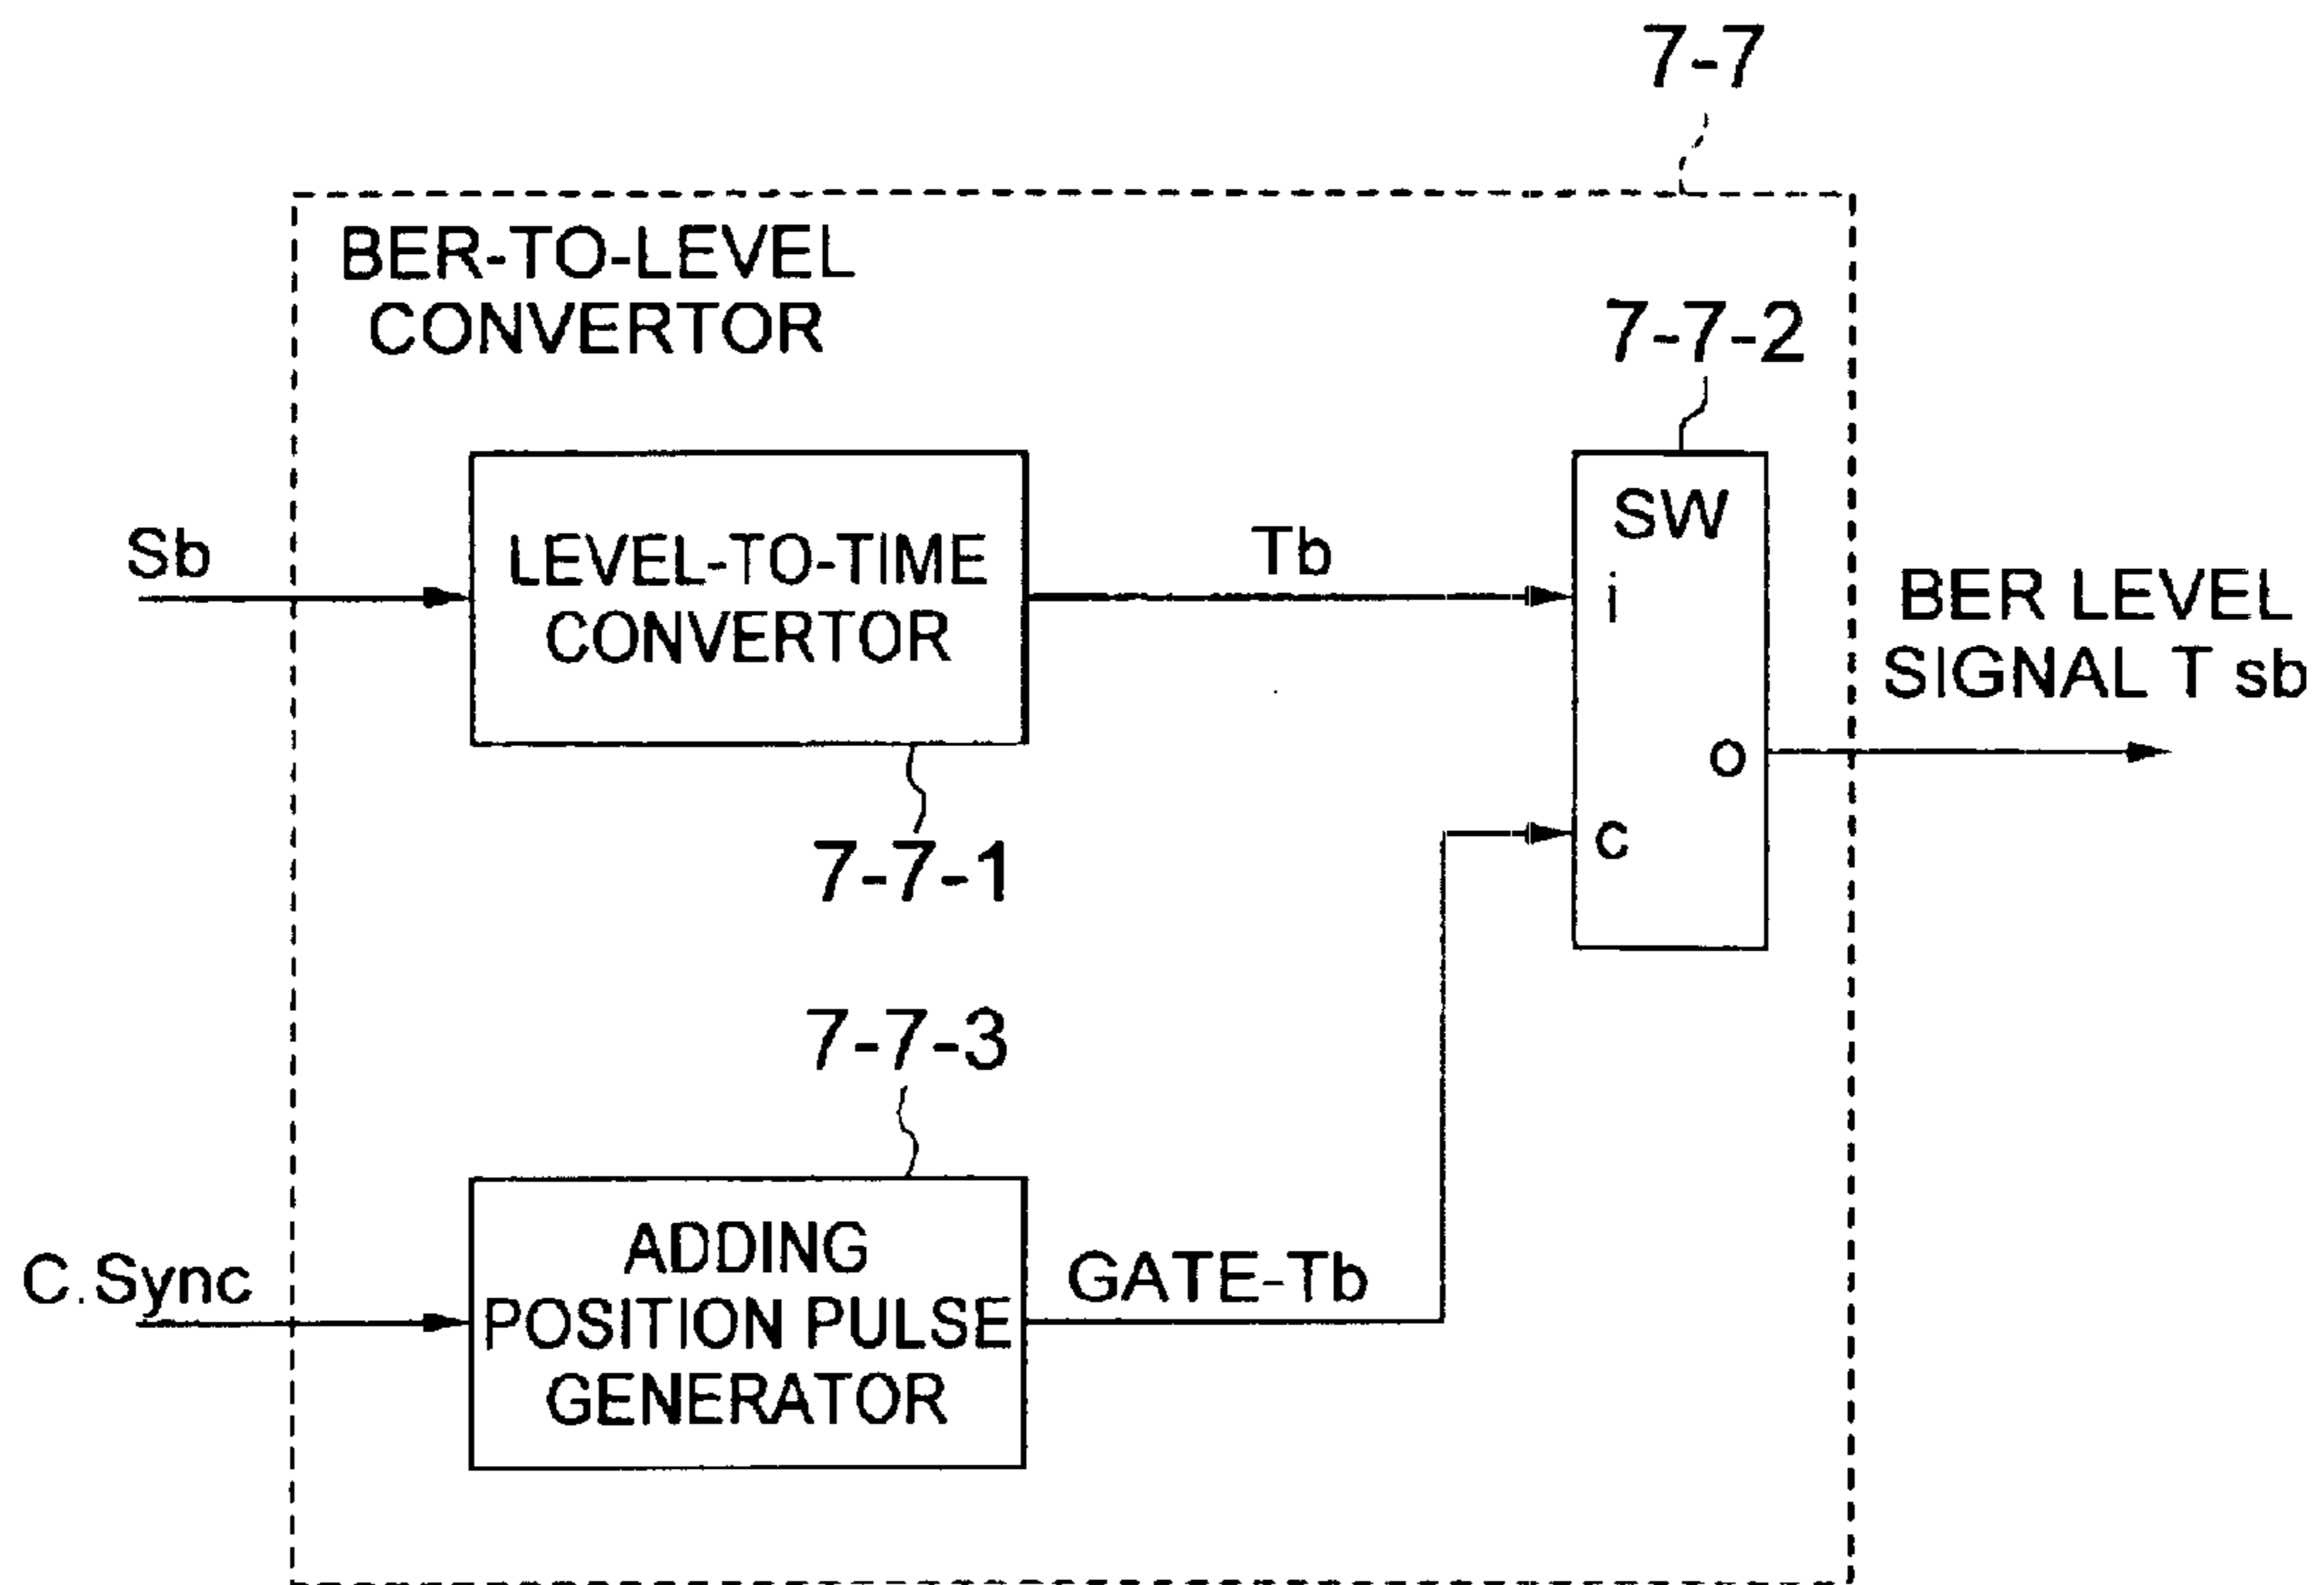 7-7
BER-TO-LEVEL
CONVERTOR
7-7-2
SW
Sb
LEVEL-TO-TIME
CONVERTOR
Tb
i
BER LEVEL
SIGNAL T sb
o
c
7-7-1
7-7-3
C.Sync
ADDING
POSITION PULSE
GENERATOR
GATE-Tb